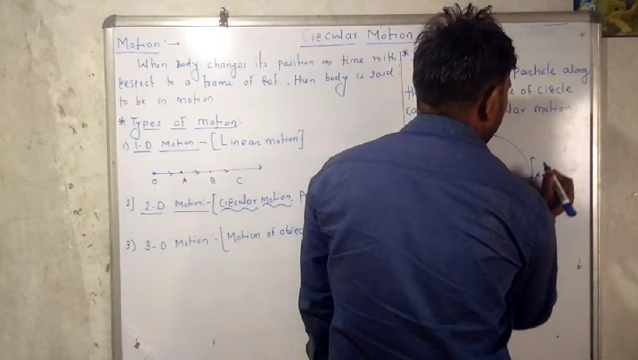 Circular Motion
Motion:→
When Body changes its position as time with
respect to a frame of ref., then body is said
to be in motion.
* Types of motion:-
1) 1-D Motion:- [Linear motion]
O A B C
2) 2-D Motion:- [Circular Motion, P
3) 3-D Motion:- [Motion of objec
*
Particle along
th e of circle
ca lar motion
A